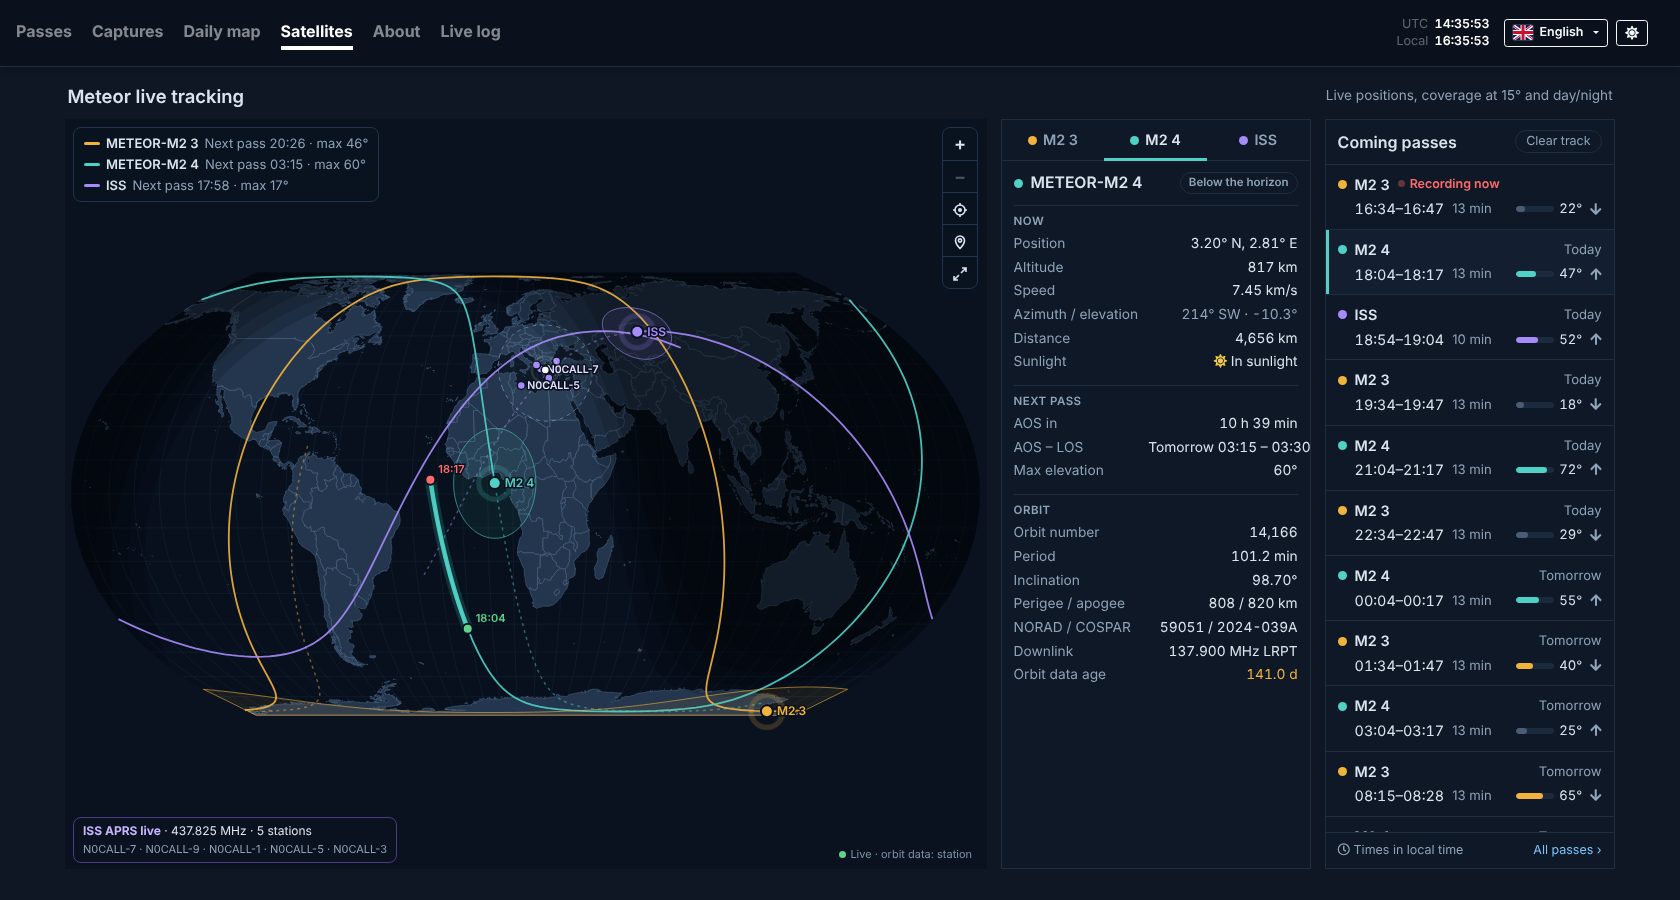 Passes Captures Daily map Satellites About Live log
UTC 14:35:53
Local 16:35:53
English
Meteor live tracking
Live positions, coverage at 15° and day/night
METEOR-M2 3 Next pass 20:26 · max 46°
METEOR-M2 4 Next pass 03:15 · max 60°
ISS Next pass 17:58 · max 17°
+
−
ISS
N0CALL-7
N0CALL-5
18:17
M2 4
18:04
M2 3
ISS APRS live · 437.825 MHz · 5 stations
N0CALL-7 · N0CALL-9 · N0CALL-1 · N0CALL-5 · N0CALL-3
Live · orbit data: station
M2 3 M2 4 ISS
METEOR-M2 4 Below the horizon
NOW
Position 3.20° N, 2.81° E
Altitude 817 km
Speed 7.45 km/s
Azimuth / elevation 214° SW · -10.3°
Distance 4,656 km
Sunlight In sunlight
NEXT PASS
AOS in 10 h 39 min
AOS – LOS Tomorrow 03:15 – 03:30
Max elevation 60°
ORBIT
Orbit number 14,166
Period 101.2 min
Inclination 98.70°
Perigee / apogee 808 / 820 km
NORAD / COSPAR 59051 / 2024-039A
Downlink 137.900 MHz LRPT
Orbit data age 141.0 d
Coming passes Clear track
M2 3 Recording now
16:34–16:47 13 min 22° ↓
M2 4 Today
18:04–18:17 13 min 47° ↑
ISS Today
18:54–19:04 10 min 52° ↑
M2 3 Today
19:34–19:47 13 min 18° ↓
M2 4 Today
21:04–21:17 13 min 72° ↑
M2 3 Today
22:34–22:47 13 min 29° ↓
M2 4 Tomorrow
00:04–00:17 13 min 55° ↑
M2 3 Tomorrow
01:34–01:47 13 min 40° ↓
M2 4 Tomorrow
03:04–03:17 13 min 25° ↑
M2 3 Tomorrow
08:15–08:28 13 min 65° ↓
Times in local time All passes ›